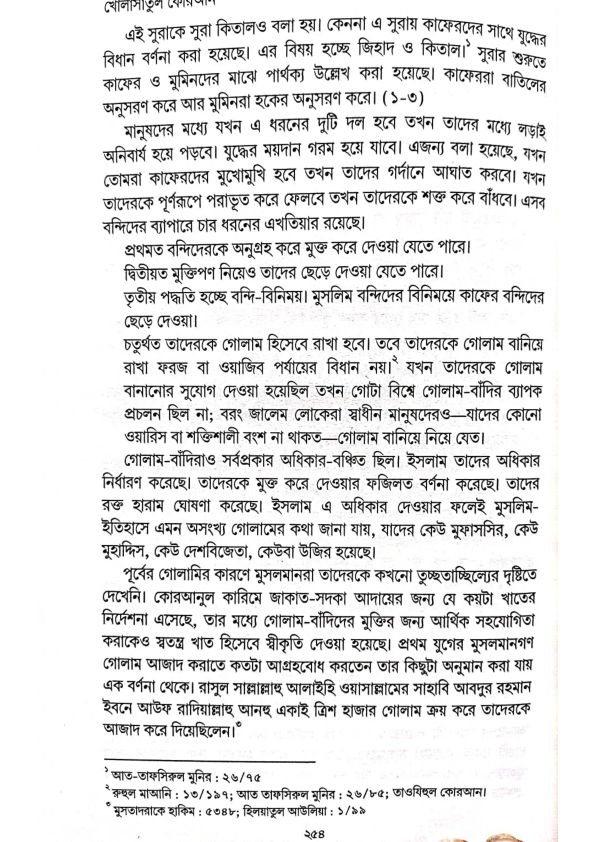 খোলাসাতুল কোরআন
এই সুরাকে সুরা কিতালও বলা হয়। কেননা এ সুরায় কাফেরদের সাথে যুদ্ধের
বিধান বর্ণনা করা হয়েছে। এর বিষয় হচ্ছে জিহাদ ও কিতাল।১ সুরার শুরুতে
কাফের ও মুমিনদের মাঝে পার্থক্য উল্লেখ করা হয়েছে। কাফেররা বাতিলের
অনুসরণ করে আর মুমিনরা হকের অনুসরণ করে। (১-৩)
মানুষদের মধ্যে যখন এ ধরনের দুটি দল হবে তখন তাদের মধ্যে লড়াই
অনিবার্য হয়ে পড়বে। যুদ্ধের ময়দান গরম হয়ে যাবে। এজন্য বলা হয়েছে, যখন
তোমরা কাফেরদের মুখোমুখি হবে তখন তাদের গর্দানে আঘাত করবে। যখন
তাদেরকে পূর্ণরূপে পরাভূত করে ফেলবে তখন তাদেরকে শক্ত করে বাঁধবে। এসব
বন্দিদের ব্যাপারে চার ধরনের এখতিয়ার রয়েছে।
প্রথমত বন্দিদেরকে অনুগ্রহ করে মুক্ত করে দেওয়া যেতে পারে।
দ্বিতীয়ত মুক্তিপণ নিয়েও তাদের ছেড়ে দেওয়া যেতে পারে।
তৃতীয় পদ্ধতি হচ্ছে বন্দি-বিনিময়। মুসলিম বন্দিদের বিনিময়ে কাফের বন্দিদের
ছেড়ে দেওয়া।
চতুর্থত তাদেরকে গোলাম হিসেবে রাখা হবে। তবে তাদেরকে গোলাম বানিয়ে
রাখা ফরজ বা ওয়াজিব পর্যায়ের বিধান নয়।২ যখন তাদেরকে গোলাম
বানানোর সুযোগ দেওয়া হয়েছিল তখন গোটা বিশ্বে গোলাম-বাঁদির ব্যাপক
প্রচলন ছিল না; বরং জালেম লোকেরা স্বাধীন মানুষদেরও—যাদের কোনো
ওয়ারিস বা শক্তিশালী বংশ না থাকত—গোলাম বানিয়ে নিয়ে যেত।
গোলাম-বাঁদিরাও সর্বপ্রকার অধিকার-বঞ্চিত ছিল। ইসলাম তাদের অধিকার
নির্ধারণ করেছে। তাদেরকে মুক্ত করে দেওয়ার ফজিলত বর্ণনা করেছে। তাদের
রক্ত হারাম ঘোষণা করেছে। ইসলাম এ অধিকার দেওয়ার ফলেই মুসলিম-
ইতিহাসে এমন অসংখ্য গোলামের কথা জানা যায়, যাদের কেউ মুফাসসির, কেউ
মুহাদ্দিস, কেউ দেশবিজেতা, কেউবা উজির হয়েছে।
পূর্বের গোলামির কারণে মুসলমানরা তাদেরকে কখনো তুচ্ছতাচ্ছিল্যের দৃষ্টিতে
দেখেনি। কোরআনুল কারিমে জাকাত-সদকা আদায়ের জন্য যে কয়টা খাতের
নির্দেশনা এসেছে, তার মধ্যে গোলাম-বাঁদিদের মুক্তির জন্য আর্থিক সহযোগিতা
করাকেও স্বতন্ত্র খাত হিসেবে স্বীকৃতি দেওয়া হয়েছে। প্রথম যুগের মুসলমানগণ
গোলাম আজাদ করাতে কতটা আগ্রহবোধ করতেন তার কিছুটা অনুমান করা যায়
এক বর্ণনা থেকে। রাসুল সাল্লাল্লাহু আলাইহি ওয়াসাল্লামের সাহাবি আবদুর রহমান
ইবনে আউফ রাদিয়াল্লাহু আনহু একাই ত্রিশ হাজার গোলাম ক্রয় করে তাদেরকে
আজাদ করে দিয়েছিলেন।৩
১ আত-তাফসিরুল মুনির : ২৬/৭৫
২ রুহুল মাআনি : ১৩/১৯৭; আত তাফসিরুল মুনির : ২৬/৮৫; তাওযিহুল কোরআন।
৩ মুসতাদরাকে হাকিম : ৫৩৪৮; হিলয়াতুল আউলিয়া : ১/৯৯
২৫৪